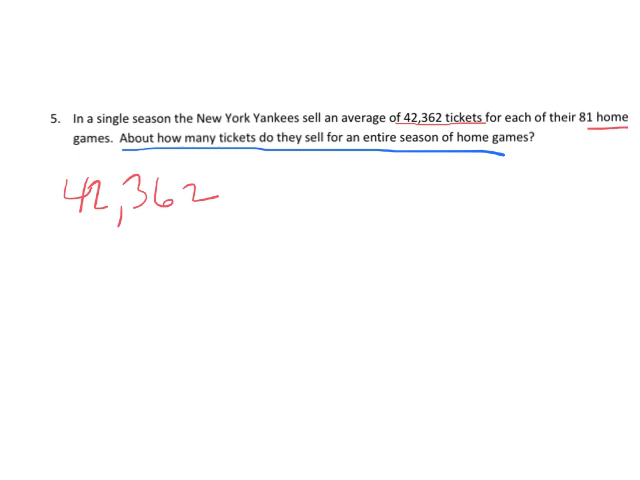 5. In a single season the New York Yankees sell an average of 42,362 tickets for each of their 81 home
games. About how many tickets do they sell for an entire season of home games?
42,362